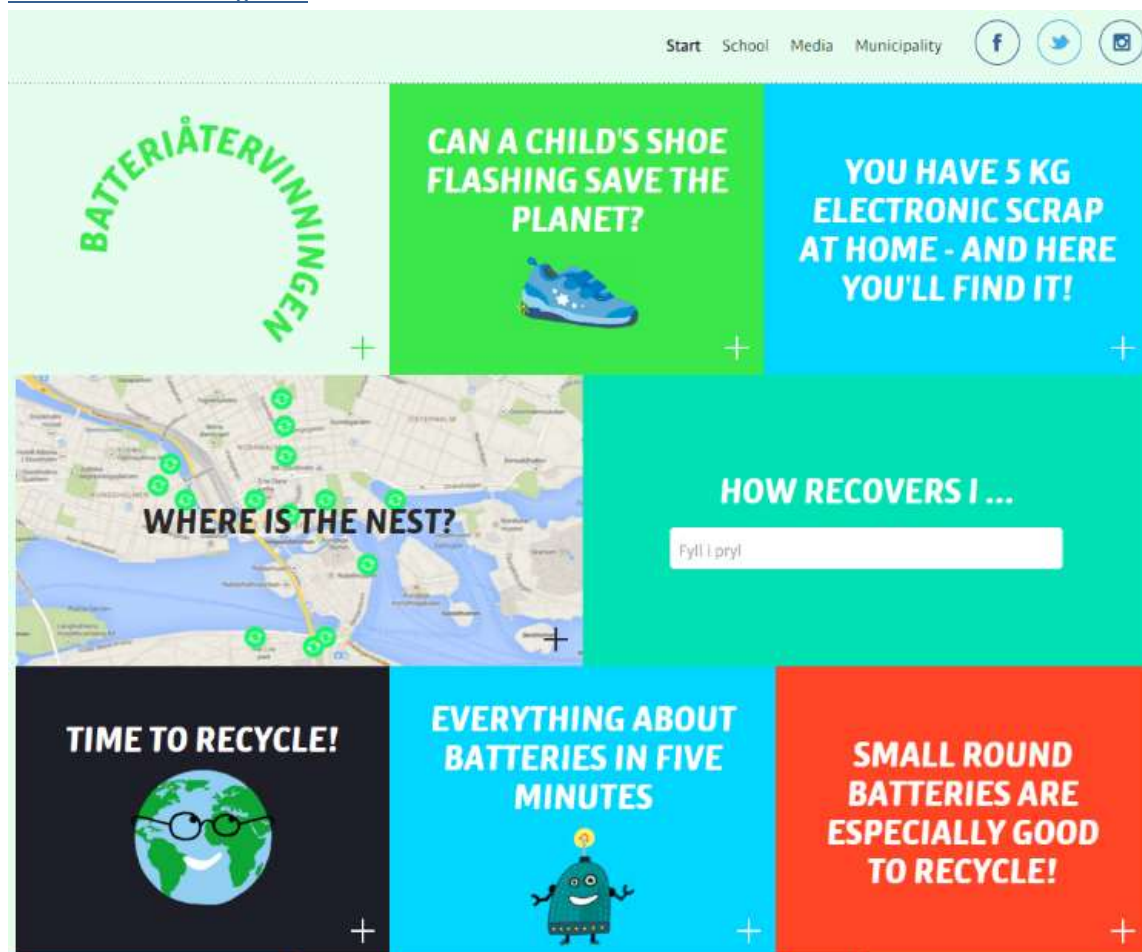 Start School Media Municipality
BATTERIÅTERVINNINGEN
CAN A CHILD'S SHOE
FLASHING SAVE THE
PLANET?
YOU HAVE 5 KG
ELECTRONIC SCRAP
AT HOME - AND HERE
YOU'LL FIND IT!
WHERE IS THE NEST?
HOW RECOVERS I ...
Fyll i pryl
TIME TO RECYCLE!
EVERYTHING ABOUT
BATTERIES IN FIVE
MINUTES
SMALL ROUND
BATTERIES ARE
ESPECIALLY GOOD
TO RECYCLE!